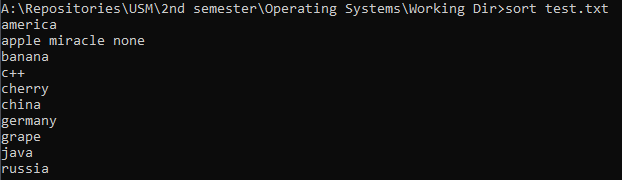 A:\Repositories\USM\2nd semester\Operating Systems\Working Dir>sort test.txt
america
apple miracle none
banana
c++
cherry
china
germany
grape
java
russia